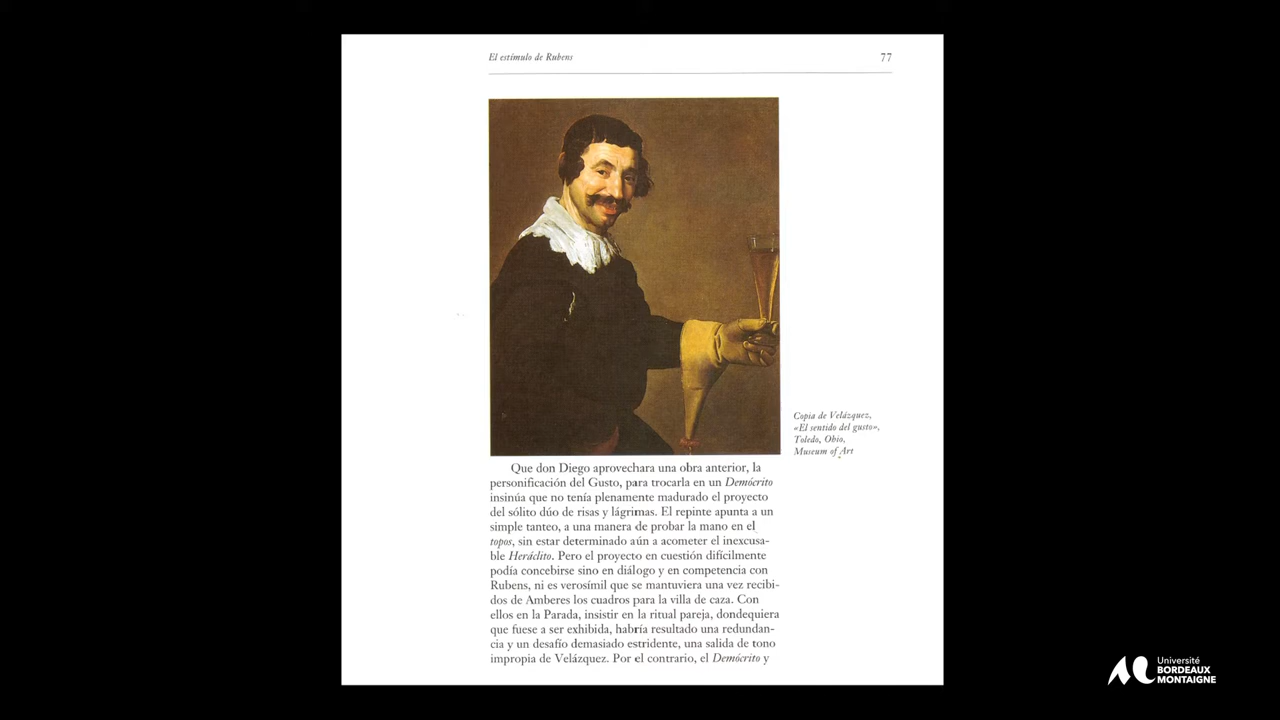 El estímulo de Rubens
77
Copia de Velázquez,
«El sentido del gusto»,
Toledo, Ohio,
Museum of Art
Que don Diego aprovechara una obra anterior, la
personificación del Gusto, para trocarla en un Demócrito
insinúa que no tenía plenamente madurado el proyecto
del sólito dúo de risas y lágrimas. El repinte apunta a un
simple tanteo, a una manera de probar la mano en el
topos, sin estar determinado aún a acometer el inexcusa-
ble Heráclito. Pero el proyecto en cuestión difícilmente
podía concebirse sino en diálogo y en competencia con
Rubens, ni es verosímil que se mantuviera una vez recibi-
dos de Amberes los cuadros para la villa de caza. Con
ellos en la Parada, insistir en la ritual pareja, dondequiera
que fuese a ser exhibida, habría resultado una redundan-
cia y un desafío demasiado estridente, una salida de tono
impropia de Velázquez. Por el contrario, el Demócrito y
Université
BORDEAUX
MONTAIGNE